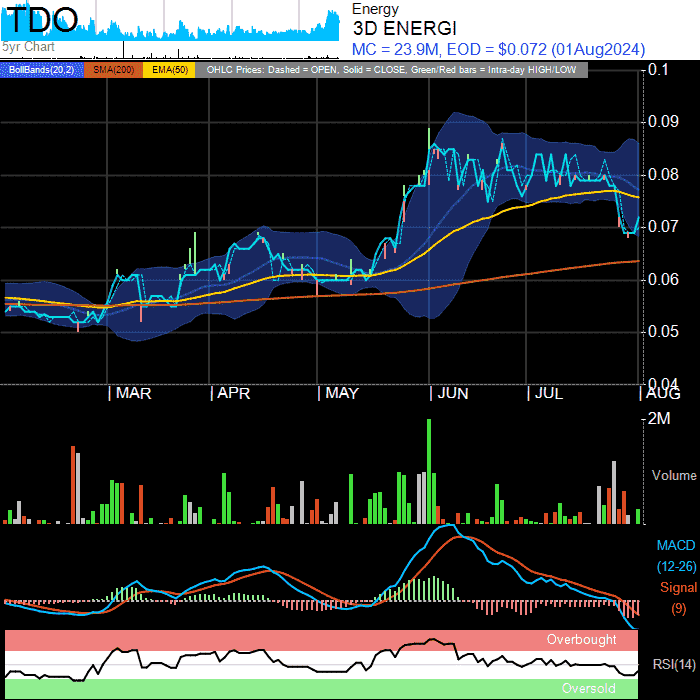 TDO
5yr Chart
Energy
3D ENERGI
MC = 23.9M, EOD = $0.072 (01Aug2024)
BollBands(20,2) SMA(200) EMA(50) OHLC Prices: Dashed = OPEN, Solid = CLOSE, Green/Red bars = Intra-day HIGH/LOW
0.1
0.09
0.08
0.07
0.06
0.05
0.04
MAR APR MAY JUN JUL AUG
2M
Volume
MACD
(12-26)
Signal
(9)
Overbought
RSI(14)
Oversold